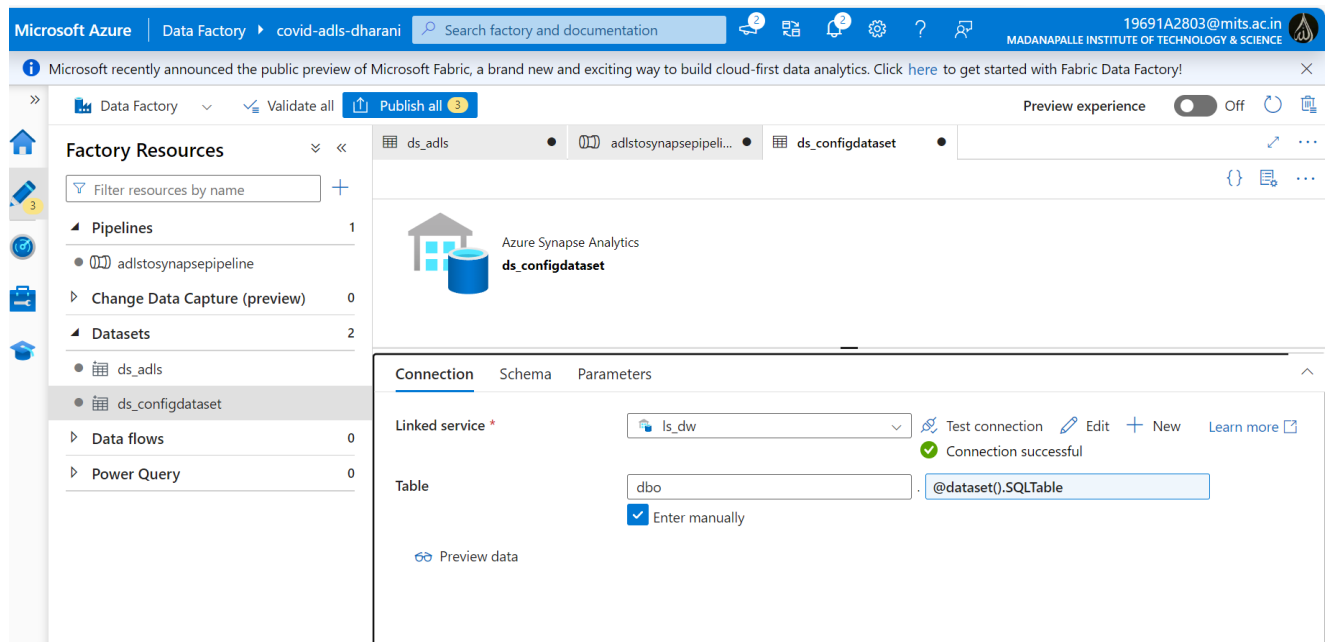 Microsoft Azure Data Factory covid-adls-dharani Search factory and documentation 2 2 ? 19691A2803@mits.ac.in
MADANAPALLE INSTITUTE OF TECHNOLOGY & SCIENCE
Microsoft recently announced the public preview of Microsoft Fabric, a brand new and exciting way to build cloud-first data analytics. Click here to get started with Fabric Data Factory!
Data Factory Validate all Publish all 3 Preview experience Off
Factory Resources
Filter resources by name
3
Pipelines 1
adlstosynapsepipeline
Change Data Capture (preview) 0
Datasets 2
ds_adls
ds_configdataset
Data flows 0
Power Query 0
ds_adls adlstosynapsepipeli... ds_configdataset
{}
Azure Synapse Analytics
ds_configdataset
Connection Schema Parameters
Linked service * ls_dw Test connection Edit New Learn more
Connection successful
Table dbo . @dataset().SQLTable
Enter manually
Preview data